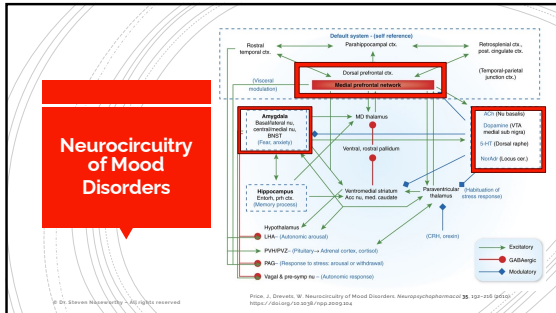 Neurocircuitry
of Mood
Disorders
Default system - (self reference)
Rostral
temporal ctx.
Parahippocampal ctx.
Retrosplenial ctx.,
post. cingulate ctx.
(Temporal-parietal
junction ctx.)
Dorsal prefrontal ctx.
Medial prefrontal network
(Visceral
modulation)
Amygdala
Basal/lateral nu,
central/medial nu,
BNST
(Fear, anxiety)
MD thalamus
ACh (Nu basalis)
Dopamine (VTA
medial sub nigra)
5-HT (Dorsal raphe)
NorAdr (Locus cer.)
Ventral, rostral pallidum
Hippocampus
Entorh, prh ctx.
(Memory process)
Ventromedial striatum
Acc nu, med. caudate
Paraventricular
thalamus
(Habituation of
stress response)
Hypothalamus
LHA– (Autonomic arousal)
PVH/PVZ– (Pituitary→ Adrenal cortex, cortisol)
PAG– (Response to stress: arousal or withdrawal)
Vagal & pre-symp nu – (Autonomic response)
(CRH, orexin)
Excitatory
GABAergic
Modulatory
© Dr. Steven Naseworthy – All rights reserved
Price, J., Drevets, W. Neurocircuitry of Mood Disorders. Neuropsychopharmacol 35, 192–216 (2010).
https://doi.org/10.1038/npp.2009.104